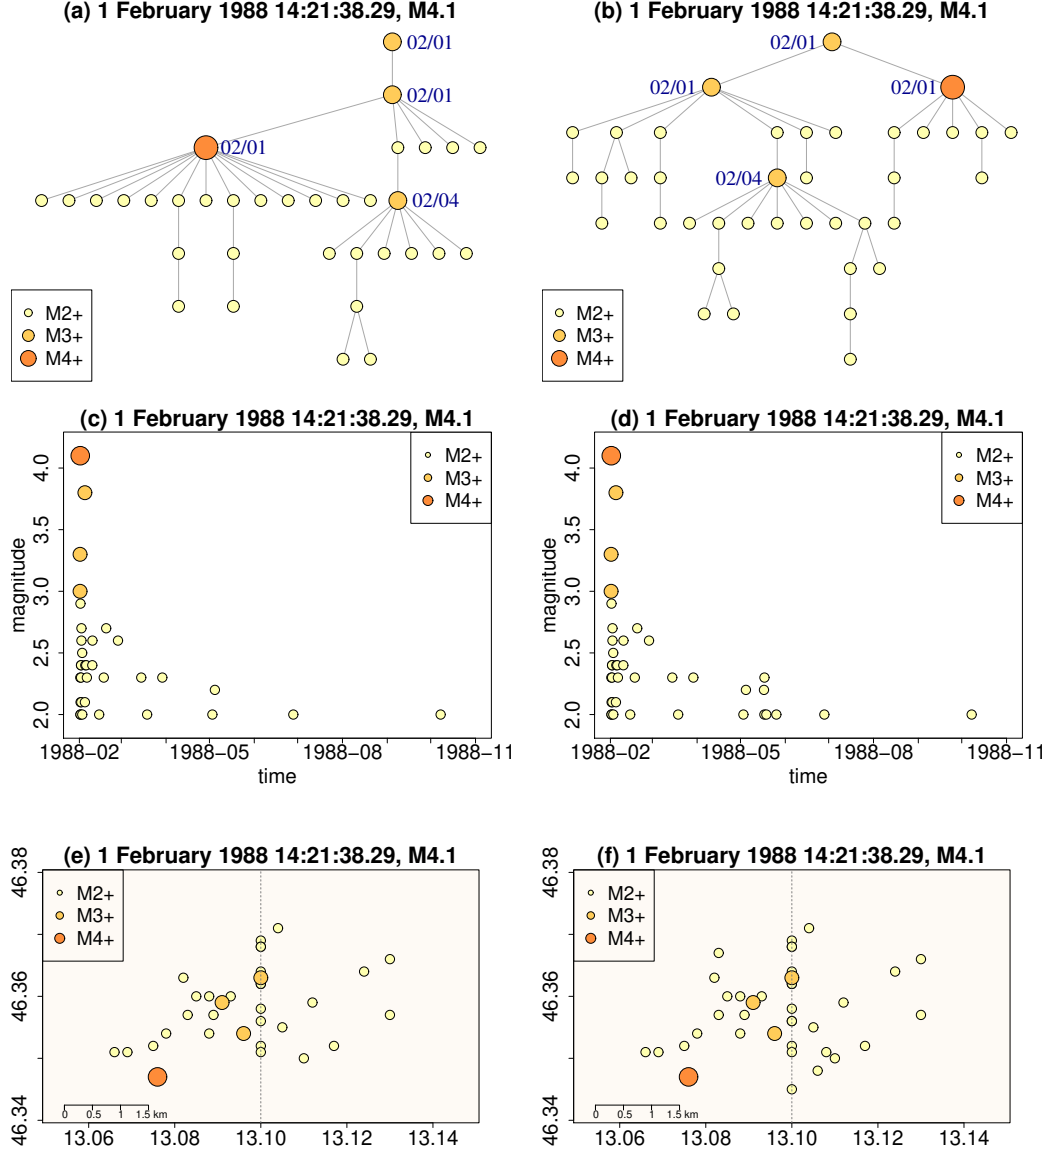 (a) 1 February 1988 14:21:38.29, M4.1
02/01
02/01
02/01
02/04
M2+
M3+
M4+
(b) 1 February 1988 14:21:38.29, M4.1
02/01
02/01
02/01
02/04
M2+
M3+
M4+
(c) 1 February 1988 14:21:38.29, M4.1
M2+
M3+
M4+
magnitude
4.0
3.5
3.0
2.5
2.0
1988−02
1988−05
1988−08
1988−11
time
(d) 1 February 1988 14:21:38.29, M4.1
M2+
M3+
M4+
magnitude
4.0
3.5
3.0
2.5
2.0
1988−02
1988−05
1988−08
1988−11
time
(e) 1 February 1988 14:21:38.29, M4.1
M2+
M3+
M4+
46.38
46.36
46.34
0 0.5 1 1.5 km
13.06
13.08
13.10
13.12
13.14
(f) 1 February 1988 14:21:38.29, M4.1
M2+
M3+
M4+
46.38
46.36
46.34
0 0.5 1 1.5 km
13.06
13.08
13.10
13.12
13.14